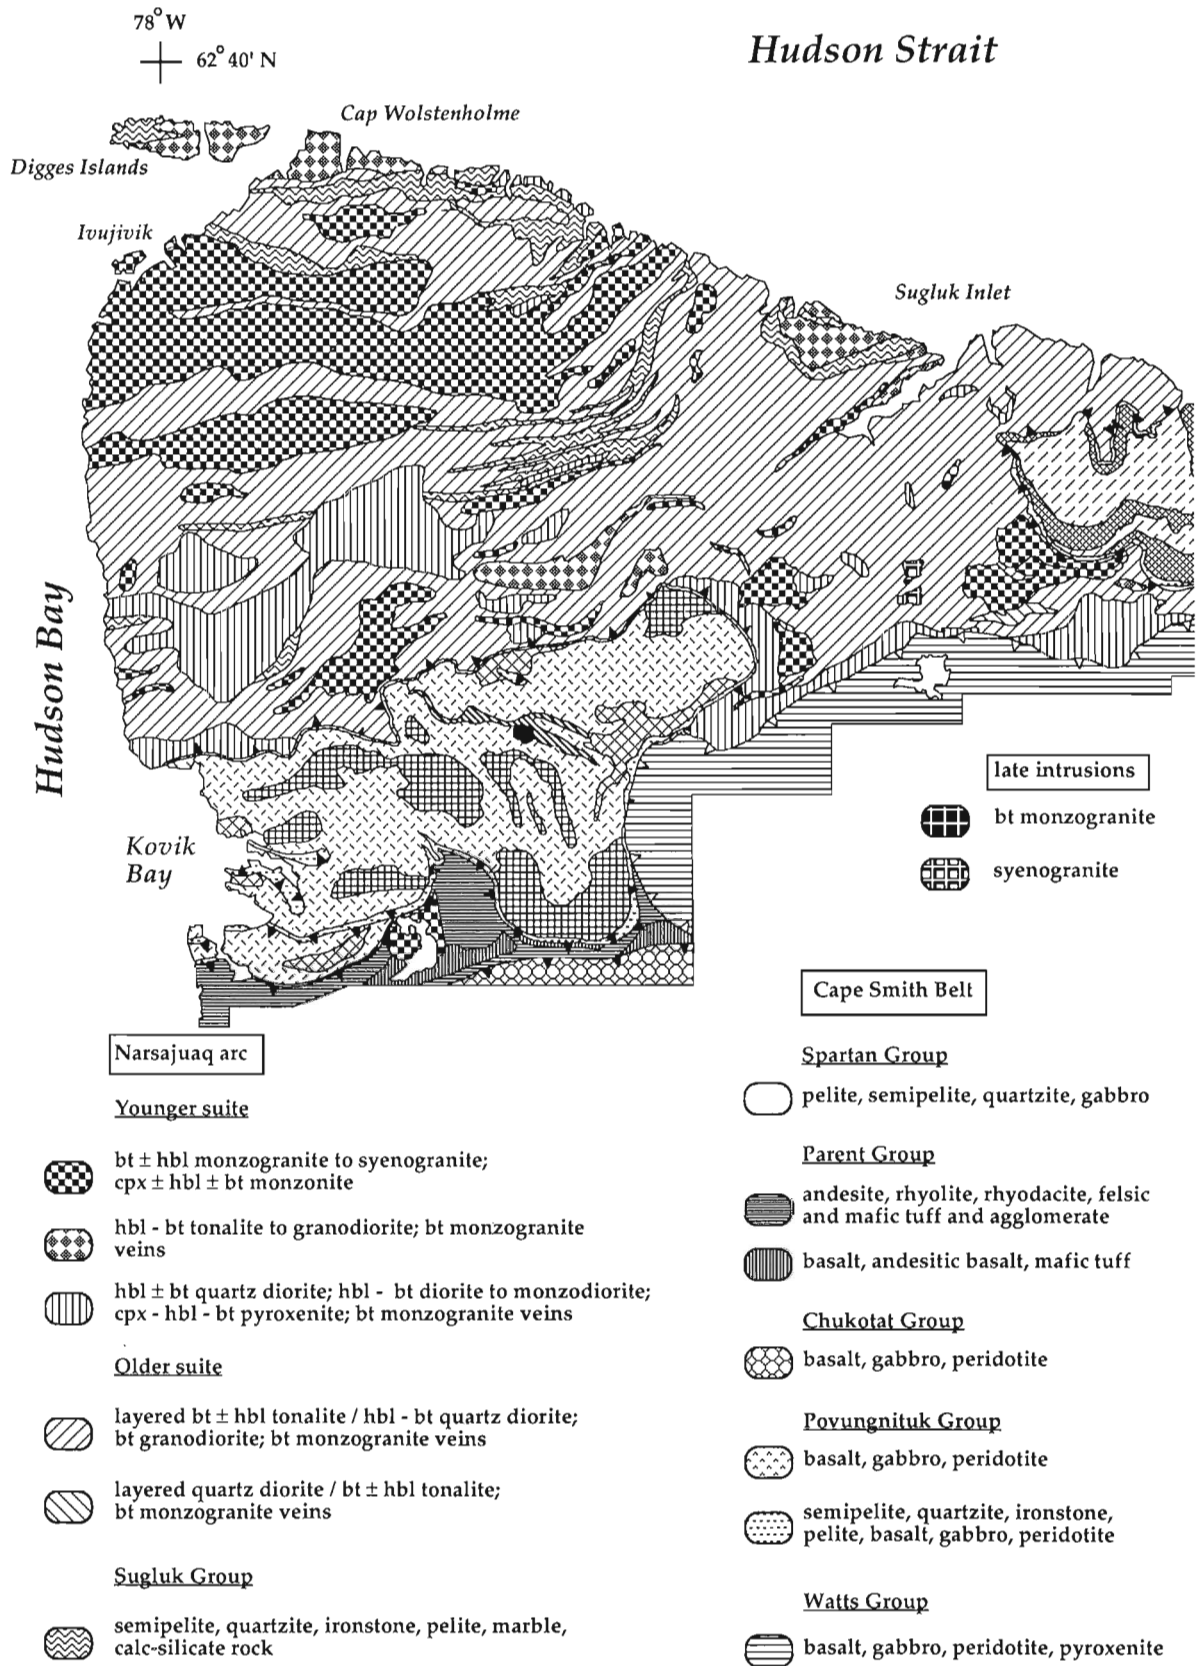 78° W
62° 40' N
Hudson Strait
Cap Wolstenholme
Digges Islands
Ivujivik
Sugluk Inlet
Hudson Bay
Kovik
Bay
late intrusions
bt monzogranite
syenogranite
Narsajuaq arc
Younger suite
bt ± hbl monzogranite to syenogranite;
cpx ± hbl ± bt monzonite
hbl - bt tonalite to granodiorite; bt monzogranite
veins
hbl ± bt quartz diorite; hbl - bt diorite to monzodiorite;
cpx - hbl - bt pyroxenite; bt monzogranite veins
Older suite
layered bt ± hbl tonalite / hbl - bt quartz diorite;
bt granodiorite; bt monzogranite veins
layered quartz diorite / bt ± hbl tonalite;
bt monzogranite veins
Sugluk Group
semipelite, quartzite, ironstone, pelite, marble,
calc-silicate rock
Cape Smith Belt
Spartan Group
pelite, semipelite, quartzite, gabbro
Parent Group
andesite, rhyolite, rhyodacite, felsic
and mafic tuff and agglomerate
basalt, andesitic basalt, mafic tuff
Chukotat Group
basalt, gabbro, peridotite
Povungnituk Group
basalt, gabbro, peridotite
semipelite, quartzite, ironstone,
pelite, basalt, gabbro, peridotite
Watts Group
basalt, gabbro, peridotite, pyroxenite